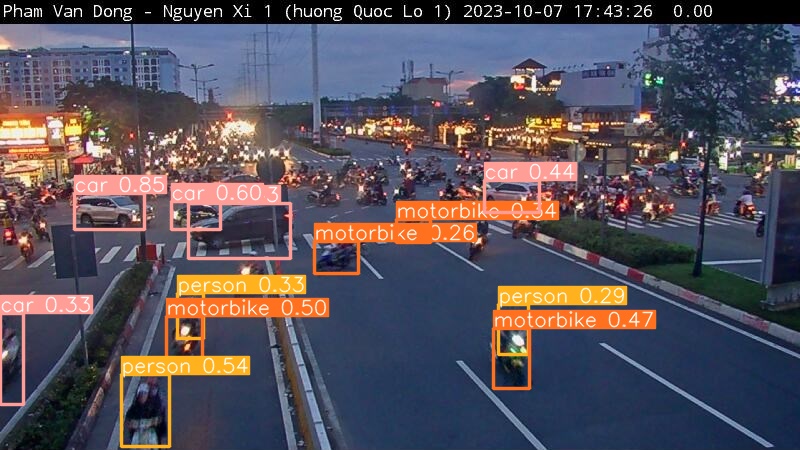 Pham Van Dong - Nguyen Xi 1 (huong Quoc Lo 1) 2023-10-07 17:43:26 0.00
car 0.85
car 0.60
3
car 0.44
motorbike 0.34
motorbike 0.26
person 0.33
motorbike 0.50
person 0.29
motorbike 0.47
car 0.33
person 0.54